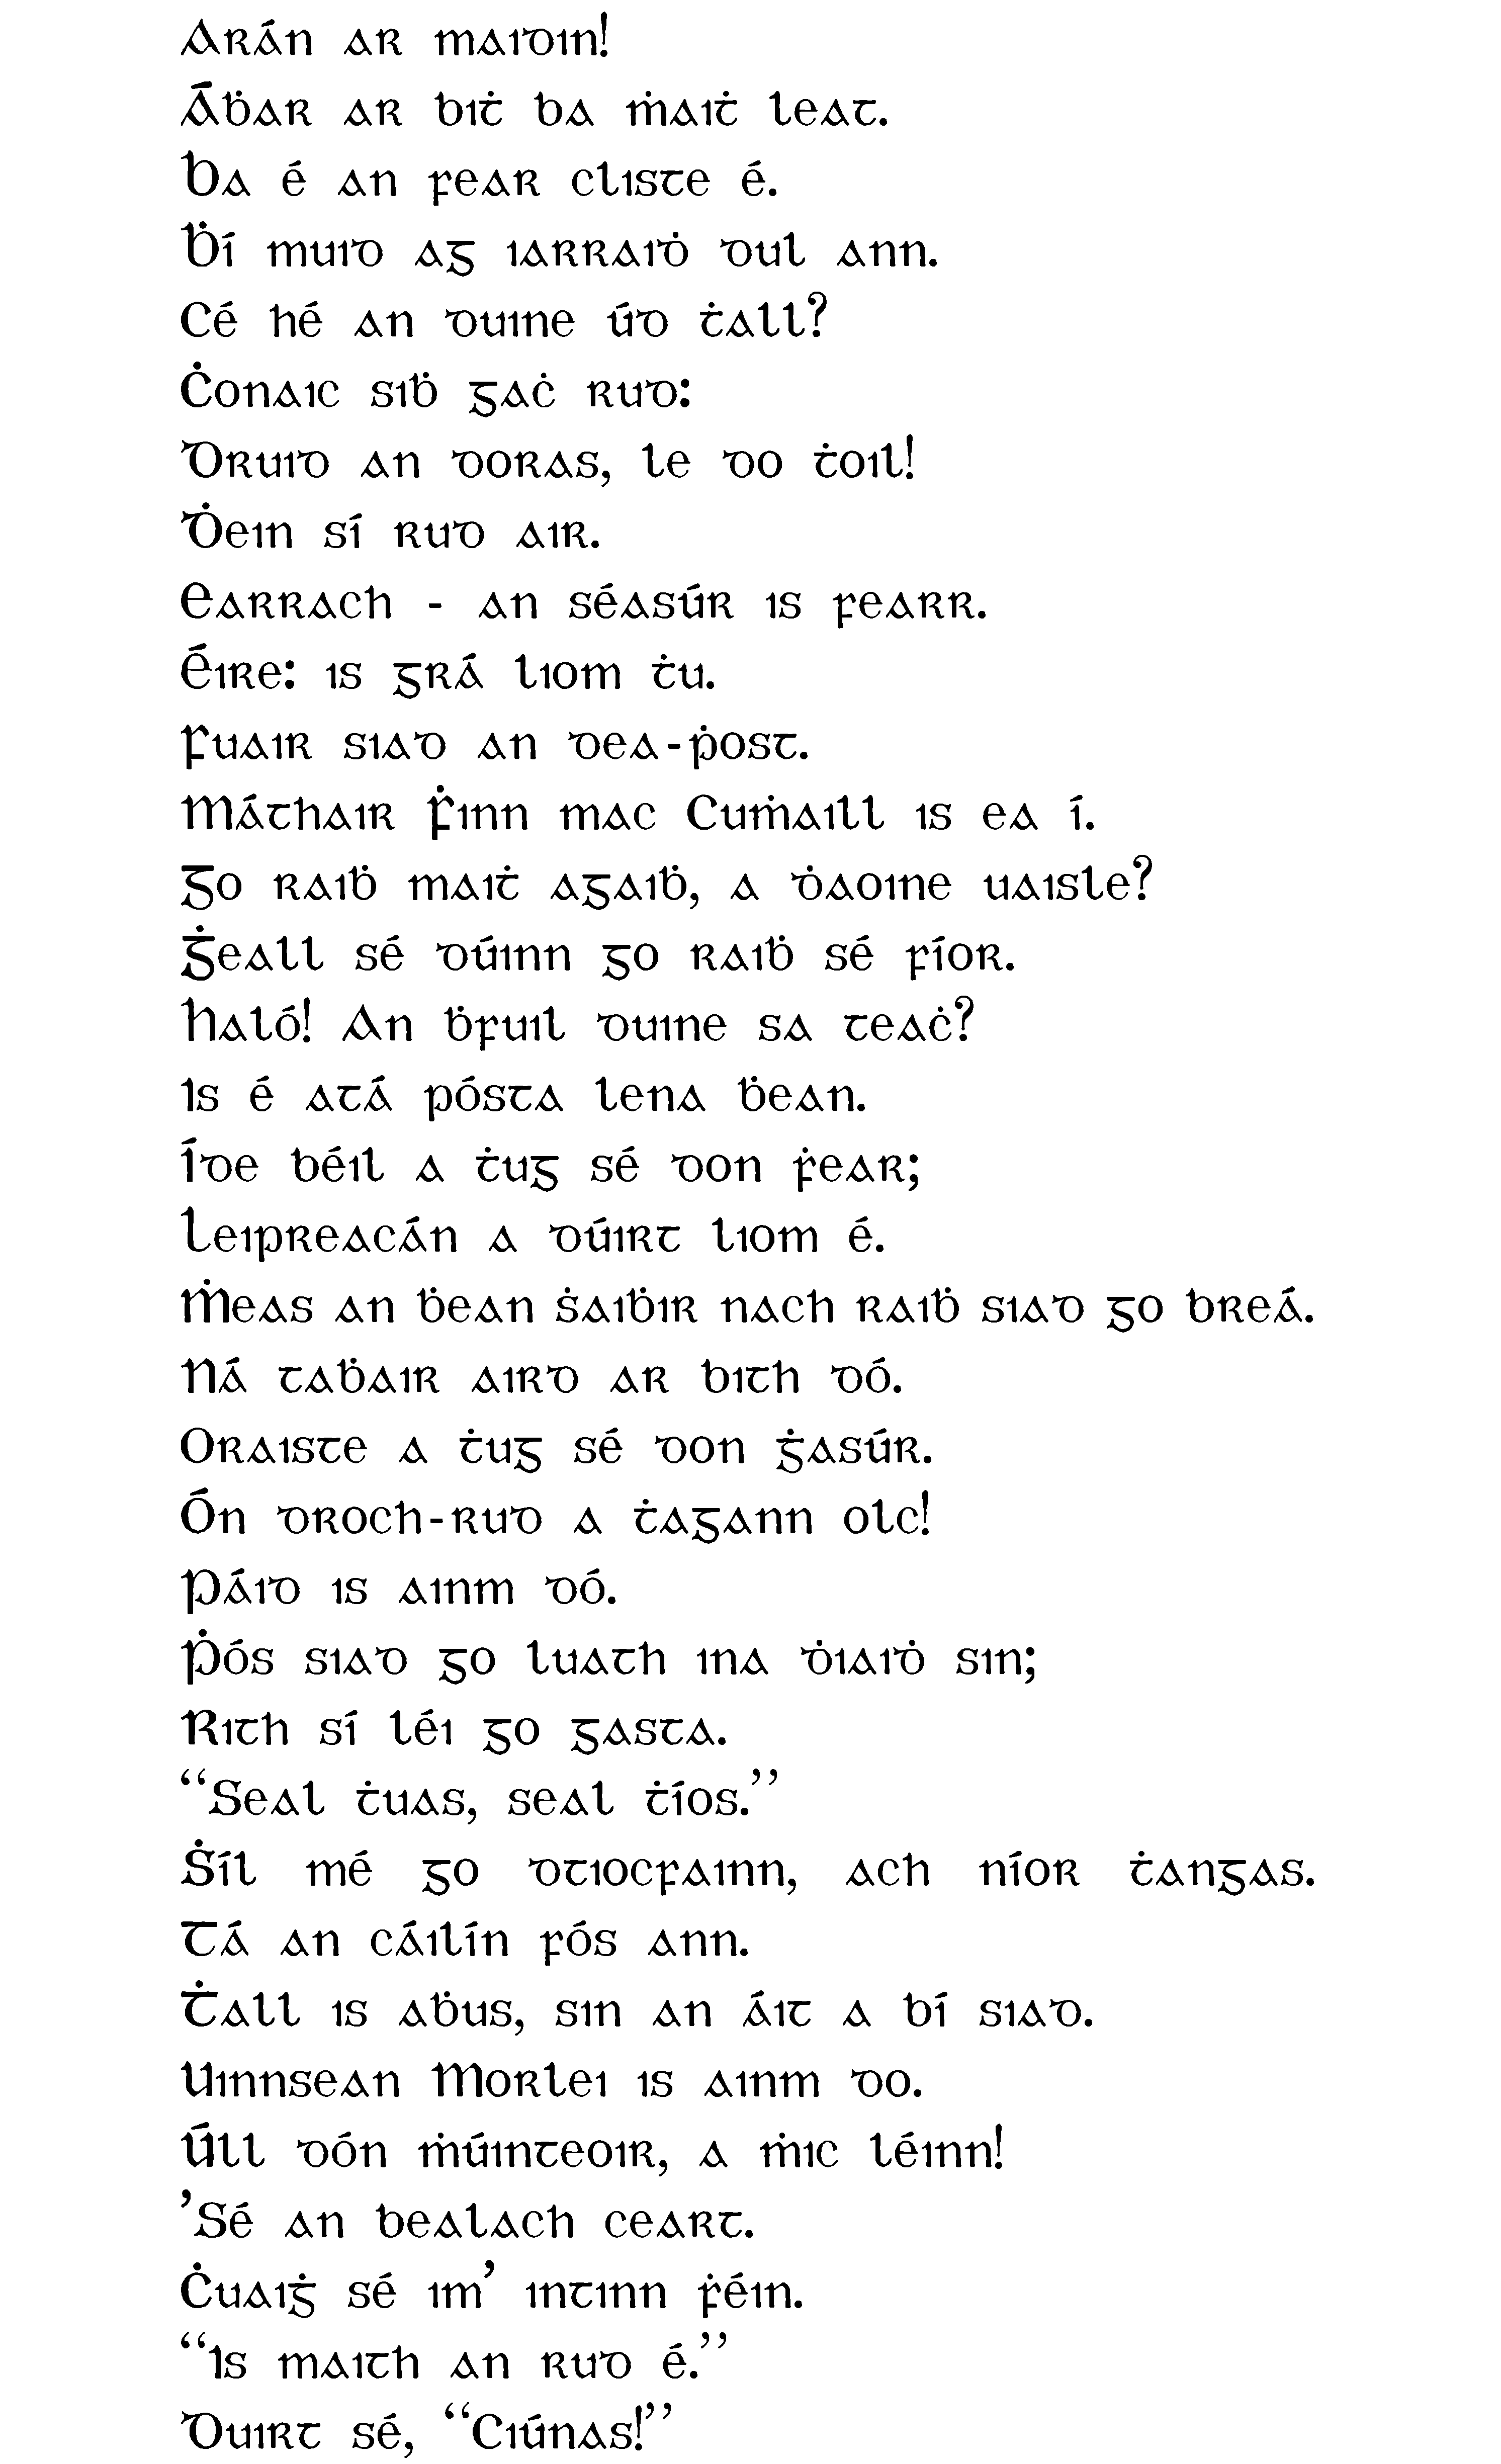 Arán ar maidin!
Áḃar ar biṫ ba ṁaiṫ leat.
Ba é an fear cliste é.
Ḃí muid ag iarraiḋ dul ann.
Cé hé an duine úd ṫall?
Ċonaic siḃ gaċ rud:
Druid an doras, le do ṫoil!
Ḋein sí rud air.
Earrach - an séasúr is fearr.
Éire: is grá liom ṫu.
Fuair siad an dea-ṗost.
Máthair Ḟinn mac Cuṁaill is ea í.
Go raiḃ maiṫ agaiḃ, a ḋaoine uaisle?
Ġeall sé dúinn go raiḃ sé fíor.
Haló! An ḃfuil duine sa teaċ?
Is é atá pósta lena ḃean.
Íde béil a ṫug sé don ḟear;
Leipreacán a dúirt liom é.
Ṁeas an ḃean ṡaiḃir nach raiḃ siad go breá.
Ná taḃair aird ar bith dó.
Oraiste a ṫug sé don ġasúr.
Ón droch-rud a ṫagann olc!
Páid is ainm dó.
Ṗós siad go luath ina ḋiaiḋ sin;
Rith sí léi go gasta.
“Seal ṫuas, seal ṫíos.”
Ṡíl mé go dtiocfainn, ach níor ṫangas.
Tá an cáilín fós ann.
Ṫall is aḃus, sin an áit a bí siad.
Uinnsean Morlei is ainm do.
Úll dón ṁúinteoir, a ṁic léinn!
’Sé an bealach ceart.
Ċuaiġ sé im’ intinn ḟéin.
“Is maith an rud é.”
Duirt sé, “Ciúnas!”